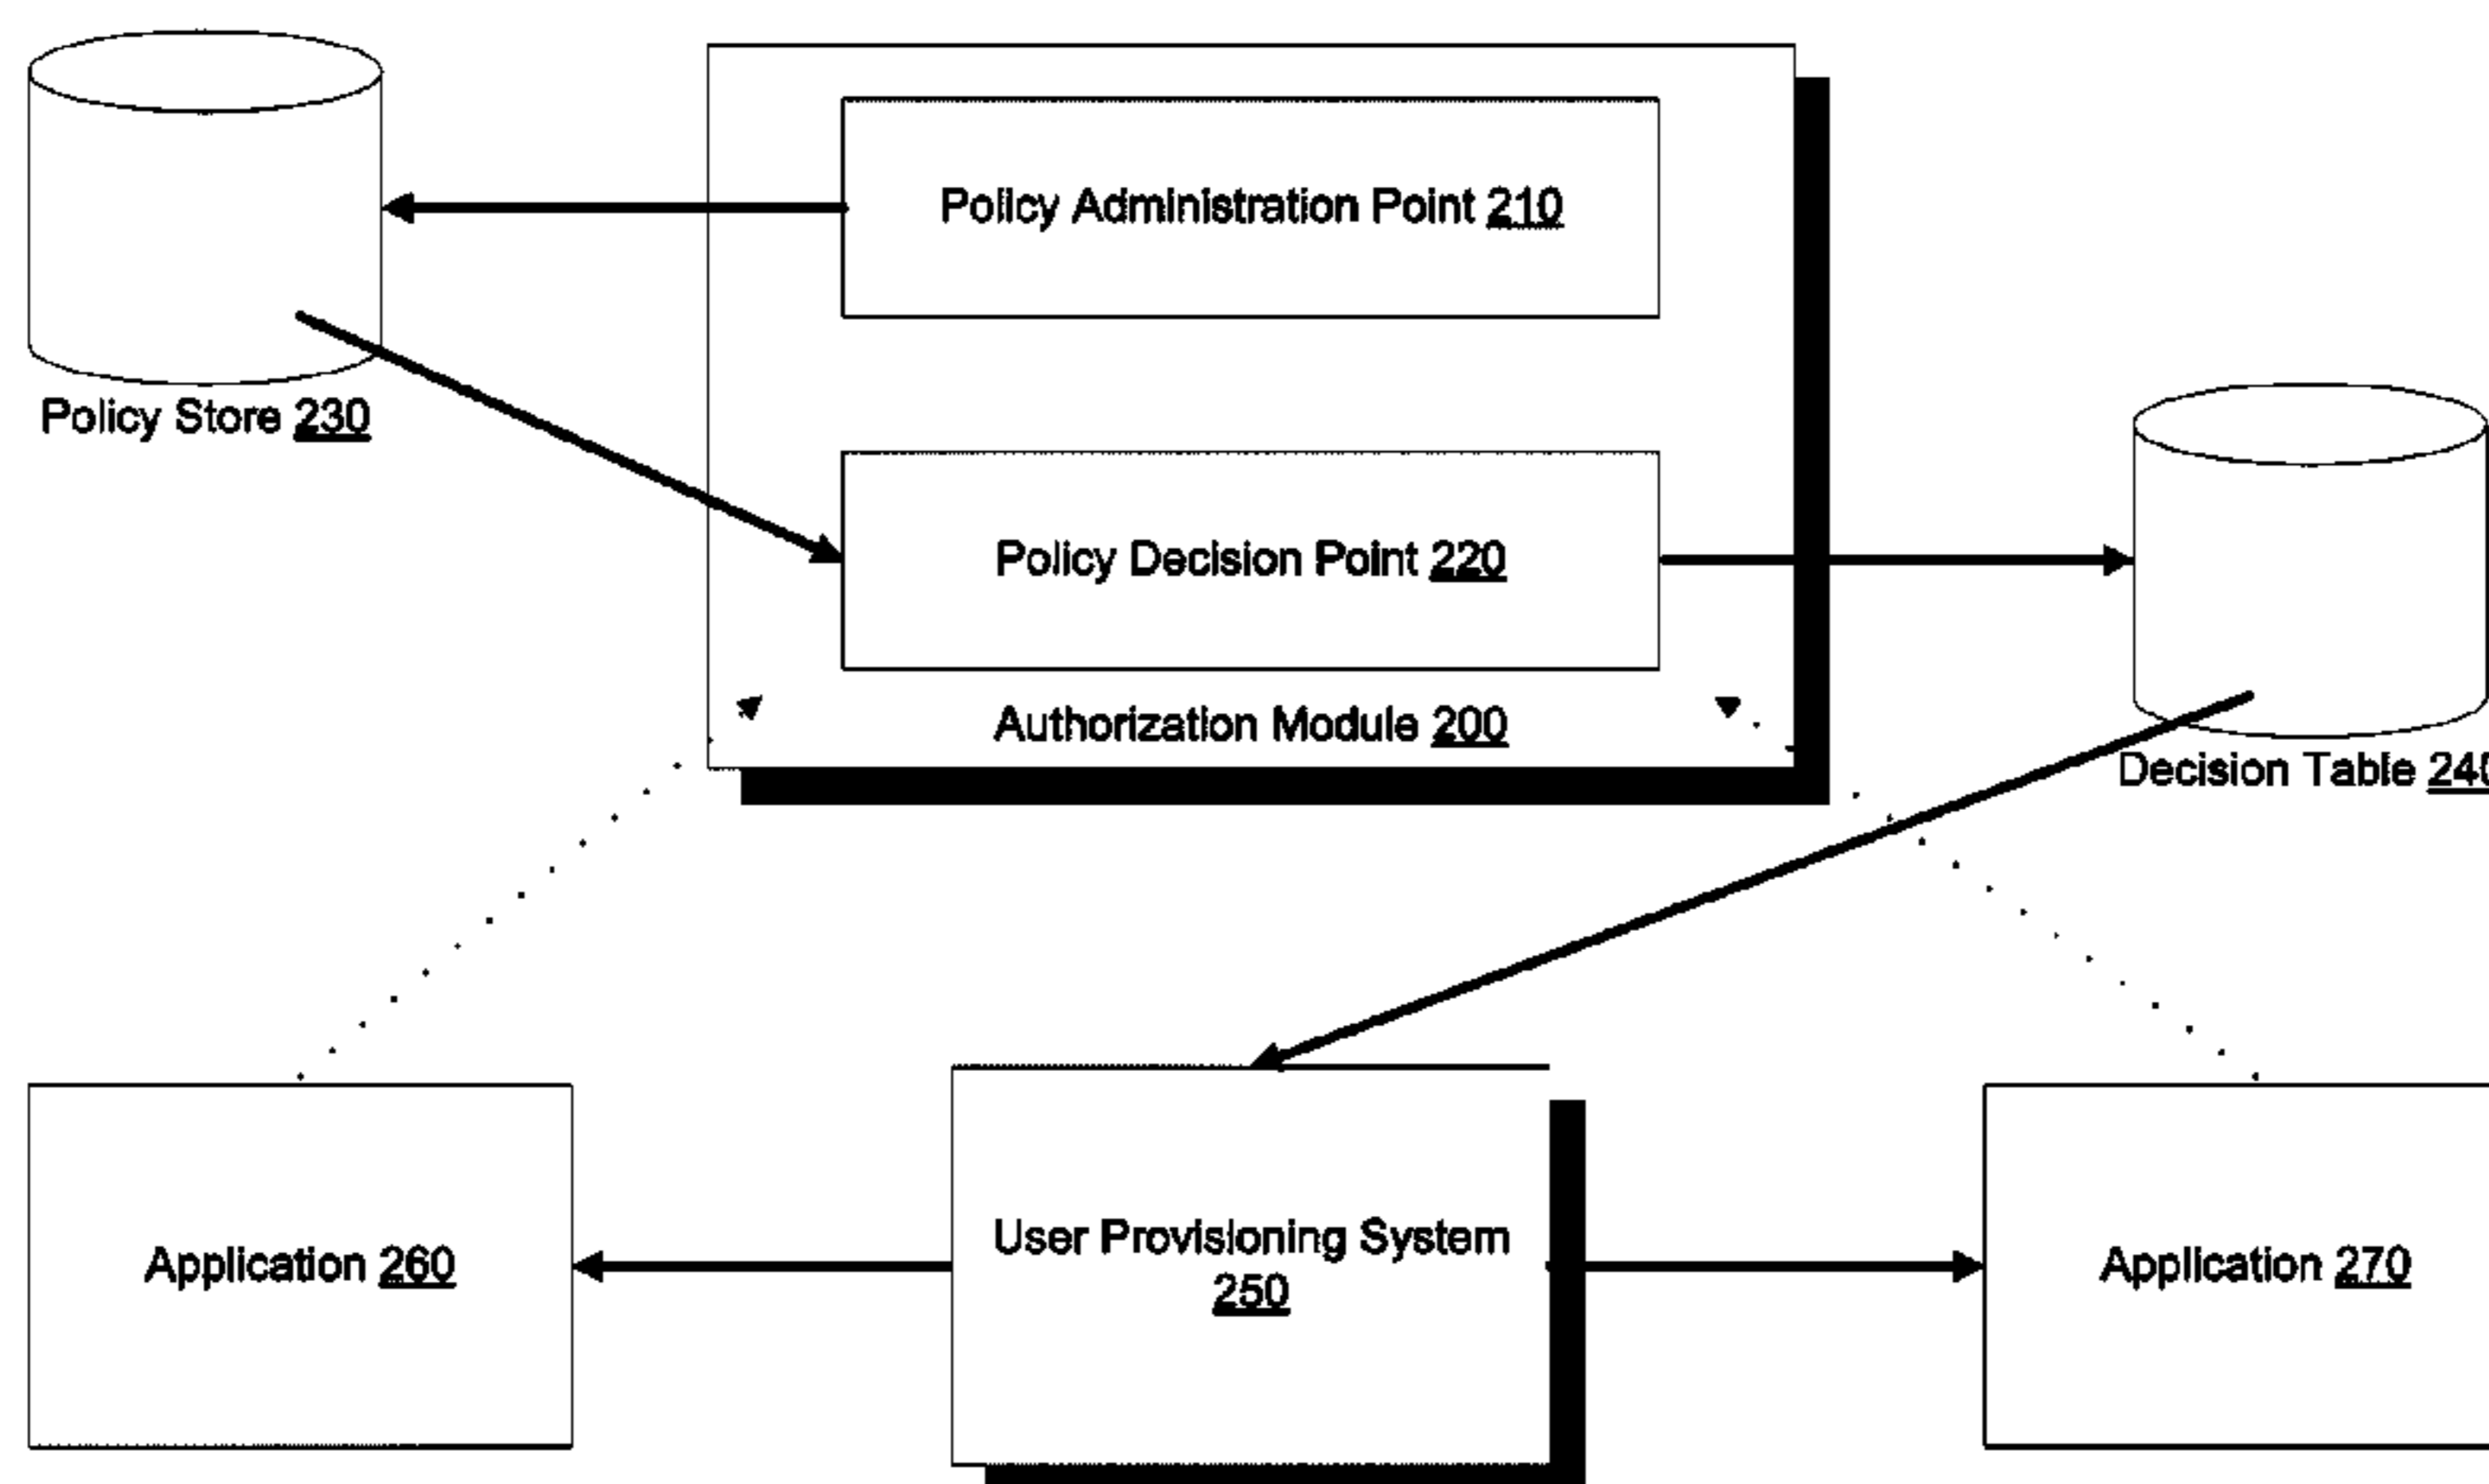 Policy Administration Point 210
Policy Store 230
Policy Decision Point 220
Authorization Module 200
Decision Table 240
User Provisioning System
250
Application 260
Application 270